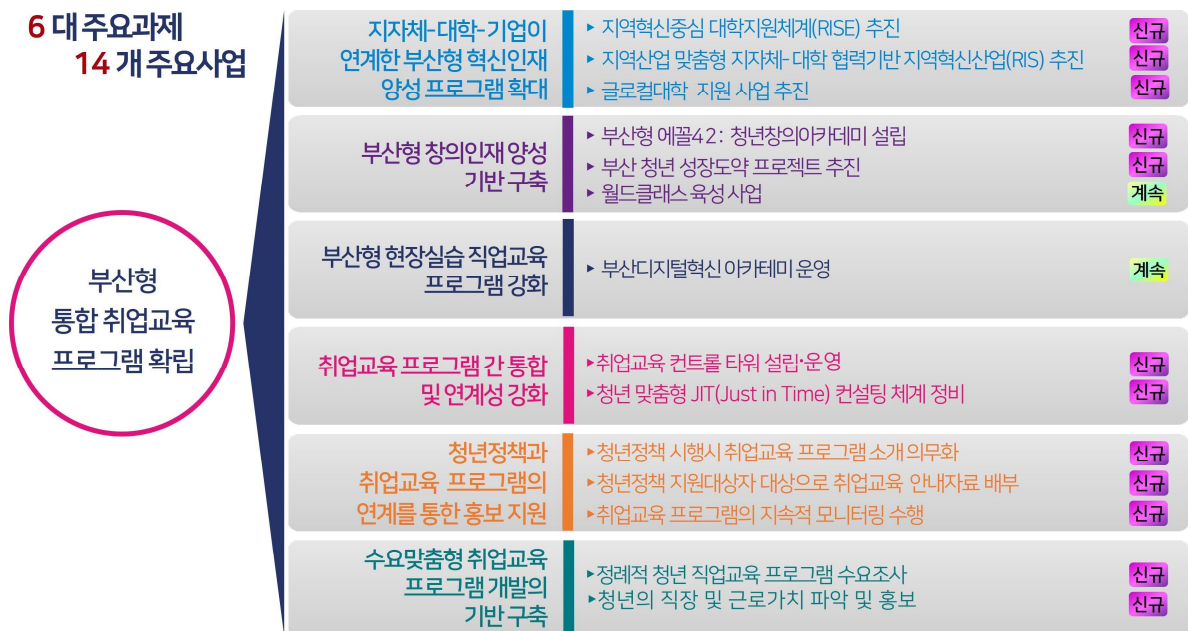 6 대 주요과제
14 개 주요사업
부산형
통합 취업교육
프로그램 확립
지자체-대학-기업이
연계한 부산형 혁신인재
양성 프로그램 확대
▸ 지역혁신중심 대학지원체계(RISE) 추진 신규
▸ 지역산업 맞춤형 지자체-대학 협력기반 지역혁신산업(RIS) 추진 신규
▸ 글로컬대학 지원 사업 추진 신규
부산형 창의인재 양성
기반 구축
▸ 부산형 에꼴42: 청년창의아카데미 설립 신규
▸ 부산 청년 성장도약 프로젝트 추진 신규
▸ 월드클래스 육성 사업 계속
부산형 현장실습 직업교육
프로그램 강화
▸ 부산디지털혁신 아카테미 운영 계속
취업교육 프로그램 간 통합
및 연계성 강화
▸취업교육 컨트롤 타워 설립·운영 신규
▸청년 맞춤형 JIT(Just in Time) 컨설팅 체계 정비 신규
청년정책과
취업교육 프로그램의
연계를 통한 홍보 지원
▸청년정책 시행시 취업교육 프로그램 소개 의무화 신규
▸청년정책 지원대상자 대상으로 취업교육 안내자료 배부 신규
▸취업교육 프로그램의 지속적 모니터링 수행 신규
수요맞춤형 취업교육
프로그램 개발의
기반 구축
▸정례적 청년 직업교육 프로그램 수요조사 신규
▸청년의 직장 및 근로가치 파악 및 홍보 신규